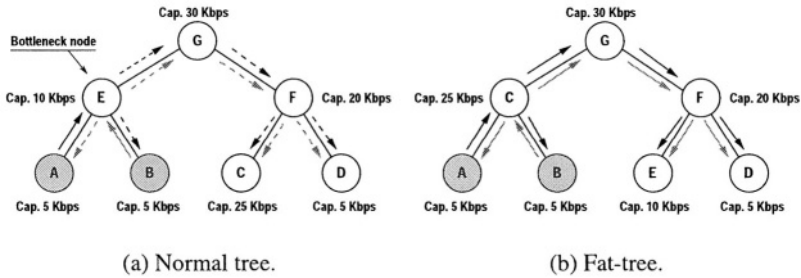 Cap. 30 Kbps
G
Bottleneck node
Cap. 10 Kbps
E
F
Cap. 20 Kbps
A
B
C
D
Cap. 5 Kbps
Cap. 5 Kbps
Cap. 25 Kbps
Cap. 5 Kbps
(a) Normal tree.
Cap. 30 Kbps
G
Cap. 25 Kbps
C
F
Cap. 20 Kbps
A
B
E
D
Cap. 5 Kbps
Cap. 5 Kbps
Cap. 10 Kbps
Cap. 5 Kbps
(b) Fat-tree.